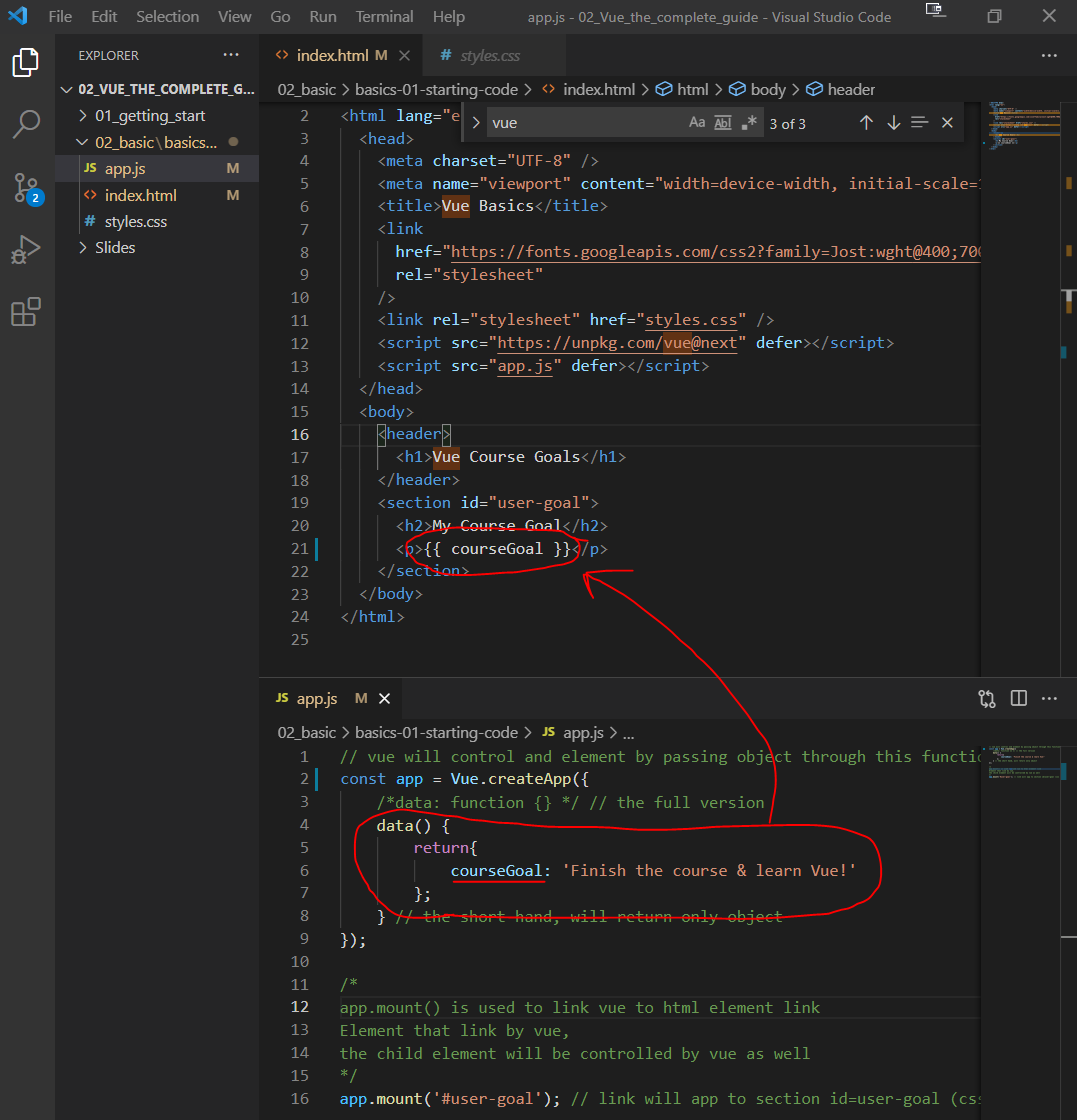 File Edit Selection View Go Run Terminal Help app.js - 02_Vue_the_complete_guide - Visual Studio Code
EXPLORER
02_VUE_THE_COMPLETE_G...
01_getting_start
02_basic\basics...
JS app.js M
<> index.html M
# styles.css
Slides
2
<> index.html M
# styles.css
02_basic > basics-01-starting-code > <> index.html > html > body > header
vue Aa Abl .* 3 of 3
2 <html lang="e
3 <head>
4 <meta charset="UTF-8" />
5 <meta name="viewport" content="width=device-width, initial-scale=1
6 <title>Vue Basics</title>
7 <link
8 href="https://fonts.googleapis.com/css2?family=Jost:wght@400;700
9 rel="stylesheet"
10 />
11 <link rel="stylesheet" href="styles.css" />
12 <script src="https://unpkg.com/vue@next" defer></script>
13 <script src="app.js" defer></script>
14 </head>
15 <body>
16 <header>
17 <h1>Vue Course Goals</h1>
18 </header>
19 <section id="user-goal">
20 <h2>My Course Goal</h2>
21 <p>{{ courseGoal }}</p>
22 </section>
23 </body>
24 </html>
25
JS app.js M
02_basic > basics-01-starting-code > JS app.js > ...
1 // vue will control and element by passing object through this functi
2 const app = Vue.createApp({
3 /*data: function {} */ // the full version
4 data() {
5 return{
6 courseGoal: 'Finish the course & learn Vue!'
7 };
8 } // the short hand, will return only object
9 });
10
11 /*
12 app.mount() is used to link vue to html element link
13 Element that link by vue,
14 the child element will be controlled by vue as well
15 */
16 app.mount('#user-goal'); // link will app to section id=user-goal (css